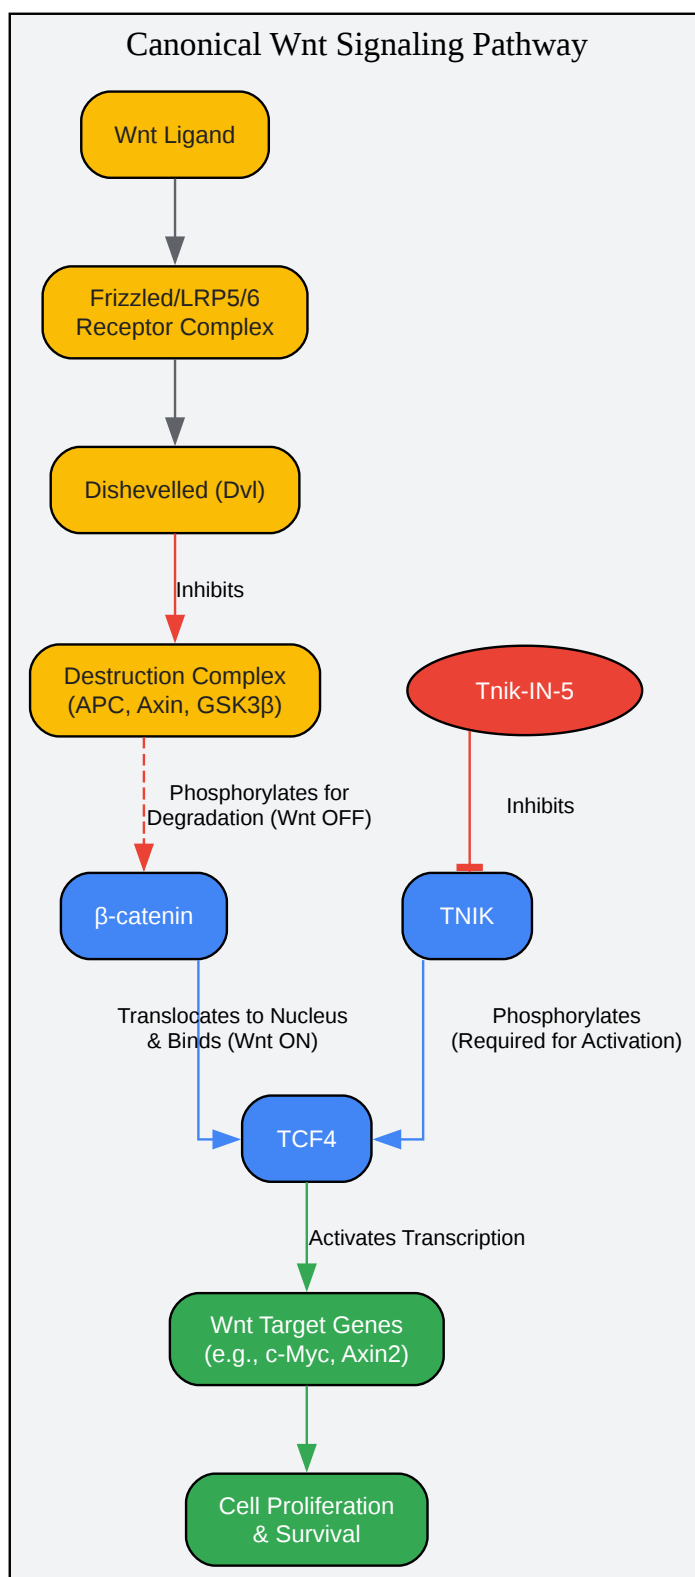 Canonical Wnt Signaling Pathway
Wnt Ligand
Frizzled/LRP5/6
Receptor Complex
Dishevelled (Dvl)
Inhibits
Destruction Complex
(APC, Axin, GSK3β)
Tnik-IN-5
Phosphorylates for
Degradation (Wnt OFF)
Inhibits
β-catenin
TNIK
Translocates to Nucleus
& Binds (Wnt ON)
Phosphorylates
(Required for Activation)
TCF4
Activates Transcription
Wnt Target Genes
(e.g., c-Myc, Axin2)
Cell Proliferation
& Survival